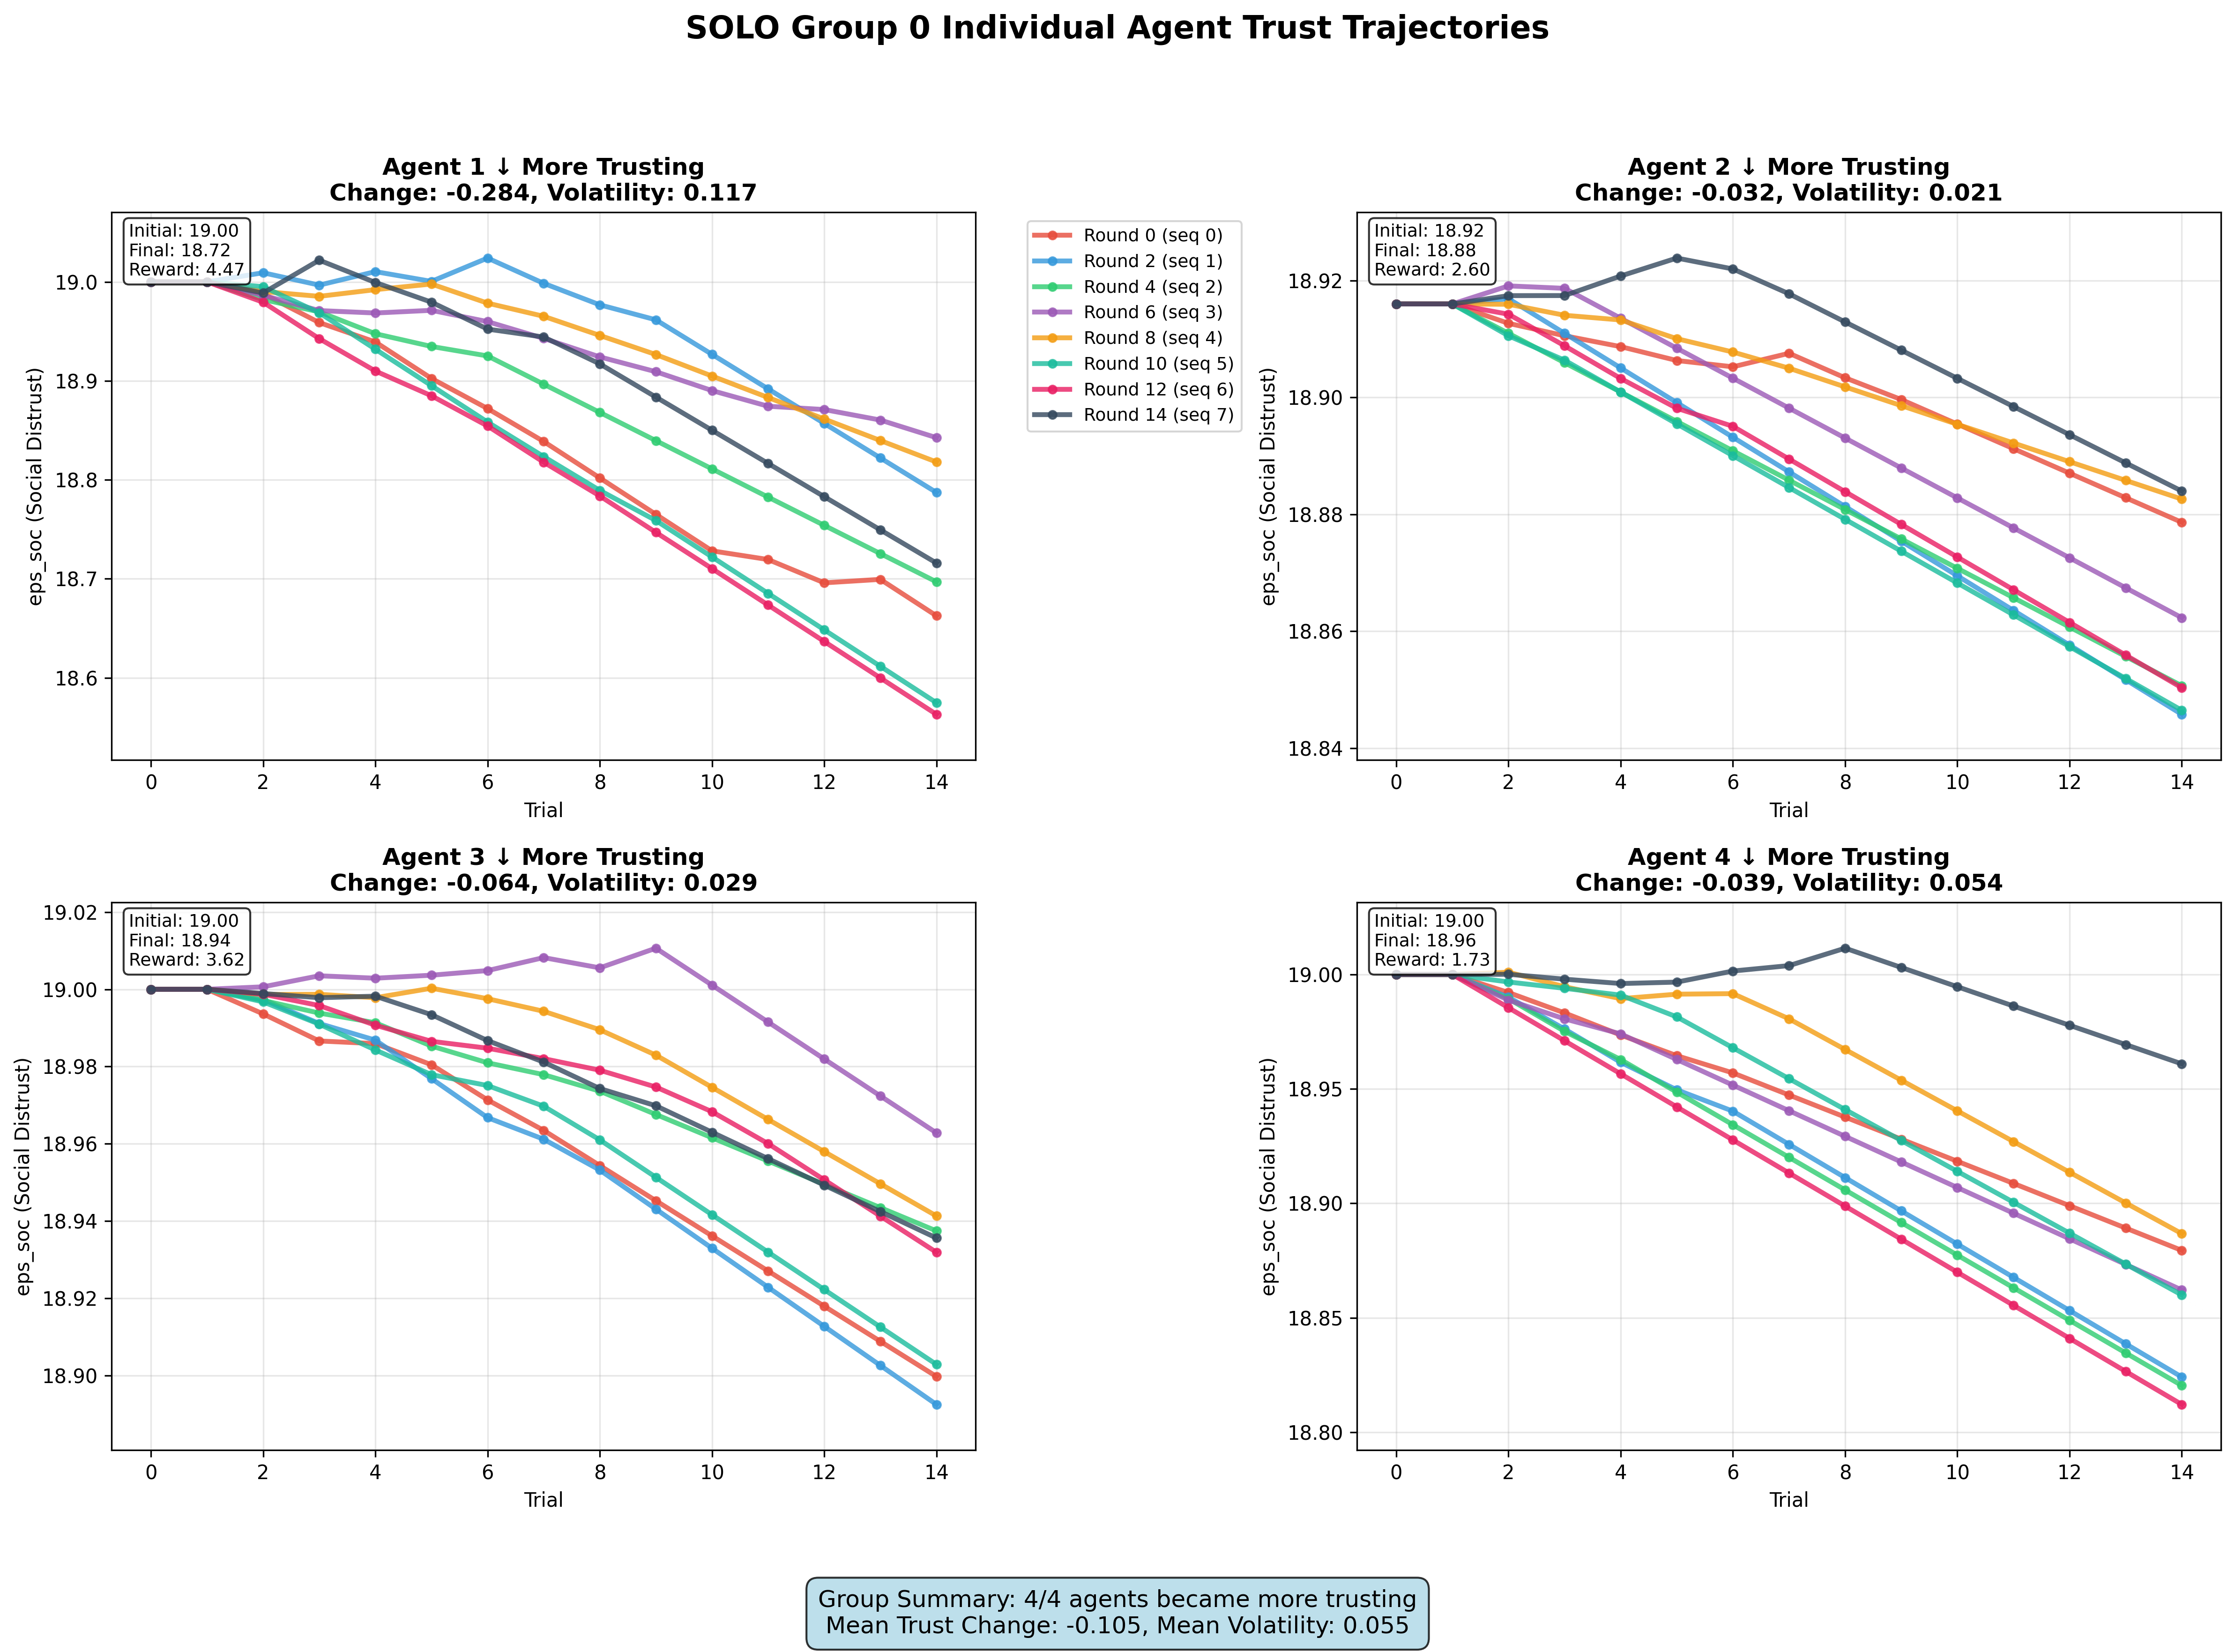 SOLO Group 0 Individual Agent Trust Trajectories
Agent 1 ↓ More Trusting
Change: -0.284, Volatility: 0.117
Initial: 19.00
Final: 18.72
Reward: 4.47
eps_soc (Social Distrust)
19.0
18.9
18.8
18.7
18.6
0 2 4 6 8 10 12 14
Trial
Round 0 (seq 0)
Round 2 (seq 1)
Round 4 (seq 2)
Round 6 (seq 3)
Round 8 (seq 4)
Round 10 (seq 5)
Round 12 (seq 6)
Round 14 (seq 7)
Agent 2 ↓ More Trusting
Change: -0.032, Volatility: 0.021
Initial: 18.92
Final: 18.88
Reward: 2.60
eps_soc (Social Distrust)
18.92
18.90
18.88
18.86
18.84
0 2 4 6 8 10 12 14
Trial
Agent 3 ↓ More Trusting
Change: -0.064, Volatility: 0.029
Initial: 19.00
Final: 18.94
Reward: 3.62
eps_soc (Social Distrust)
19.02
19.00
18.98
18.96
18.94
18.92
18.90
0 2 4 6 8 10 12 14
Trial
Agent 4 ↓ More Trusting
Change: -0.039, Volatility: 0.054
Initial: 19.00
Final: 18.96
Reward: 1.73
eps_soc (Social Distrust)
19.00
18.95
18.90
18.85
18.80
0 2 4 6 8 10 12 14
Trial
Group Summary: 4/4 agents became more trusting
Mean Trust Change: -0.105, Mean Volatility: 0.055